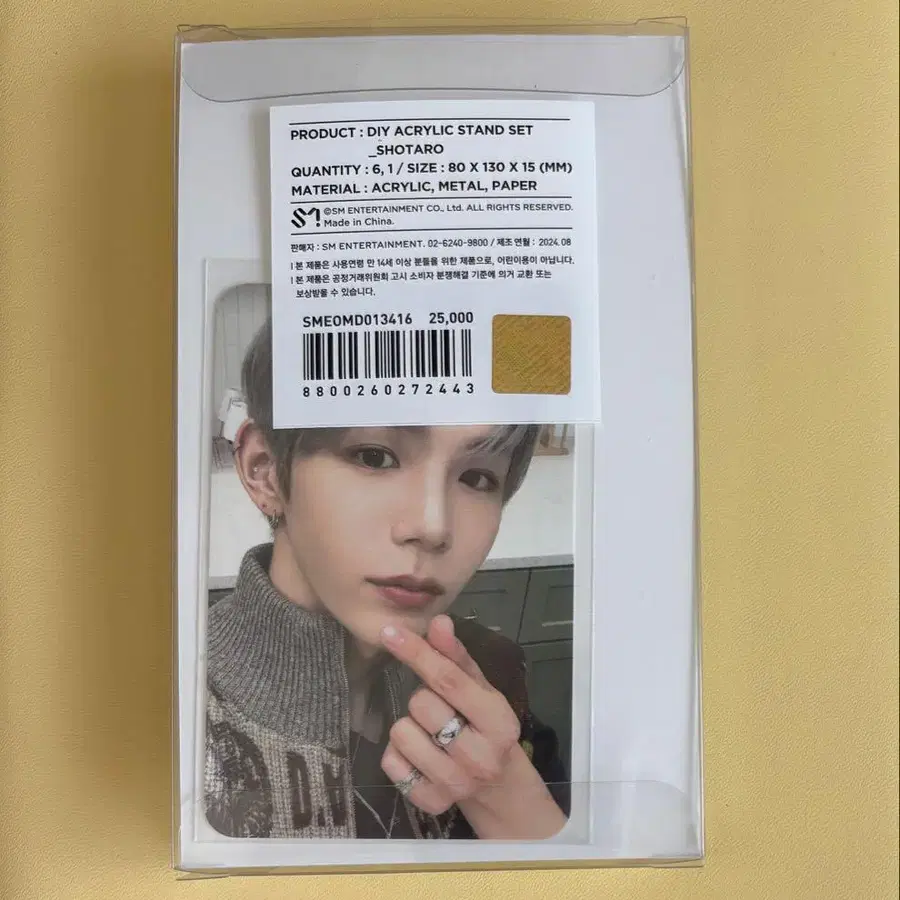 PRODUCT : DIY ACRYLIC STAND SET
_SHOTARO
QUANTITY : 6, 1 / SIZE : 80 X 130 X 15 (MM)
MATERIAL : ACRYLIC, METAL, PAPER
SM ©SM ENTERTAINMENT CO., Ltd. ALL RIGHTS RESERVED.
Made in China.
판매자 : SM ENTERTAINMENT. 02-6240-9800 / 제조 연월 : 2024. 08
| 본 제품은 사용연령 만 14세 이상 분들을 위한 제품으로, 어린이용이 아닙니다.
| 본 제품은 공정거래위원회 고시 소비자 분쟁해결 기준에 의거 교환 또는
보상받을 수 있습니다.
SMEOMD013416 25,000
8800260272443